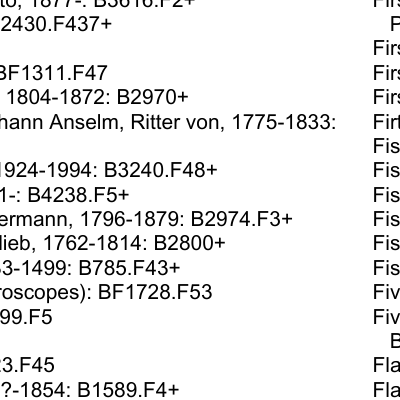 to, 1877-: B3616.F2+
2430.F437+
BF1311.F47
1804-1872: B2970+
hann Anselm, Ritter von, 1775-1833:
1924-1994: B3240.F48+
1-: B4238.F5+
ermann, 1796-1879: B2974.F3+
lieb, 1762-1814: B2800+
3-1499: B785.F43+
roscopes): BF1728.F53
99.F5
3.F45
?-1854: B1589.F4+
Firs
P
Firs
Firs
Firs
Firt
Fis
Fis
Fis
Fis
Fis
Fis
Fiv
Fiv
B
Fla
Fla